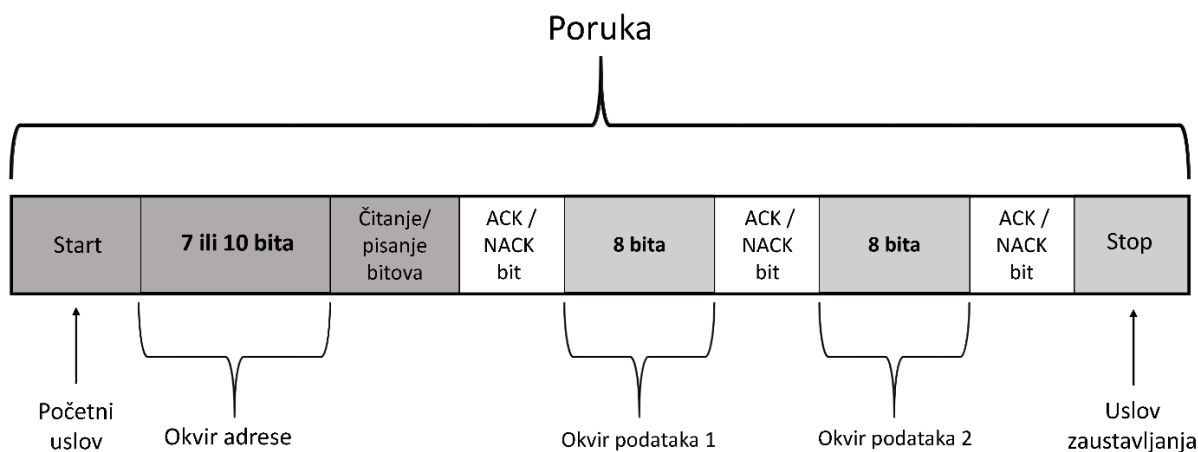 Poruka
Start
7 ili 10 bita
Čitanje/
pisanje
bitova
ACK /
NACK
bit
8 bita
ACK /
NACK
bit
8 bita
ACK /
NACK
bit
Stop
Početni
uslov
Okvir adrese
Okvir podataka 1
Okvir podataka 2
Uslov
zaustavljanja